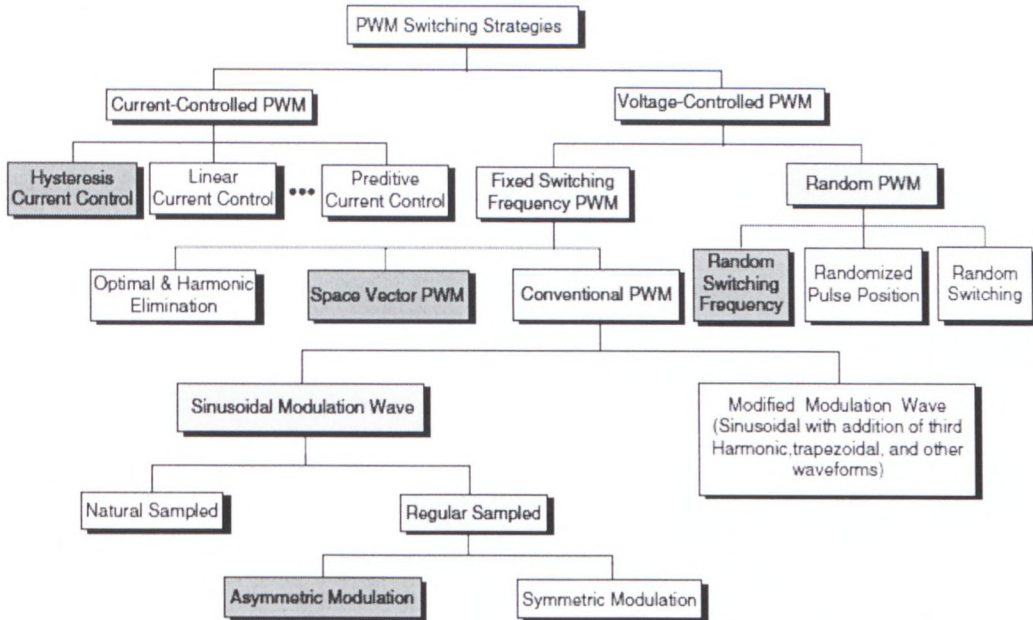 PWM Switching Strategies
Current-Controlled PWM
Voltage-Controlled PWM
Hysteresis
Current Control
Linear
Current Control
•••
Preditive
Current Control
Fixed Switching
Frequency PWM
Random PWM
Optimal & Harmonic
Elimination
Space Vector PWM
Conventional PWM
Random
Switching
Frequency
Randomized
Pulse Position
Random
Switching
Sinusoidal Modulation Wave
Modified Modulation Wave
(Sinusoidal with addition of third
Harmonic,trapezoidal, and other
waveforms)
Natural Sampled
Regular Sampled
Asymmetric Modulation
Symmetric Modulation